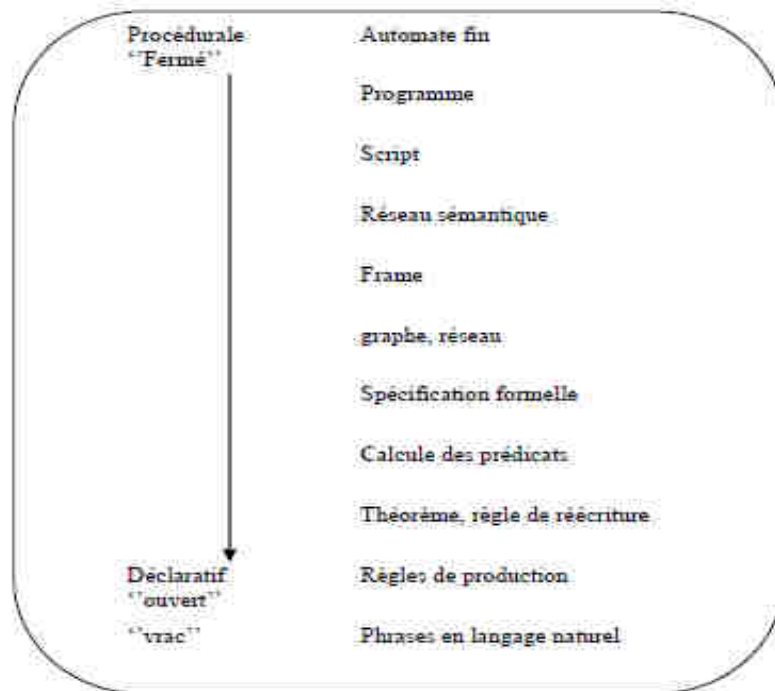 Procédurale Automate fin
‘‘Fermé’’
Programme
Script
Réseau sémantique
Frame
graphe, réseau
Spécification formelle
Calcule des prédicats
Théorème, règle de réécriture
Déclaratif Règles de production
‘‘ouvert’’
‘‘vrac’’ Phrases en langage naturel